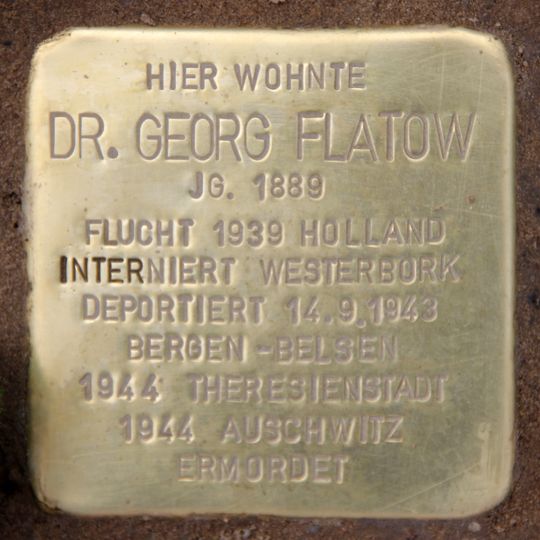 HIER WOHNTE
DR. GEORG FLATOW
JG. 1889
FLUCHT 1939 HOLLAND
INTERNIERT WESTERBORK
DEPORTIERT 14.9.1943
BERGEN-BELSEN
1944 THERESIENSTADT
1944 AUSCHWITZ
ERMORDET